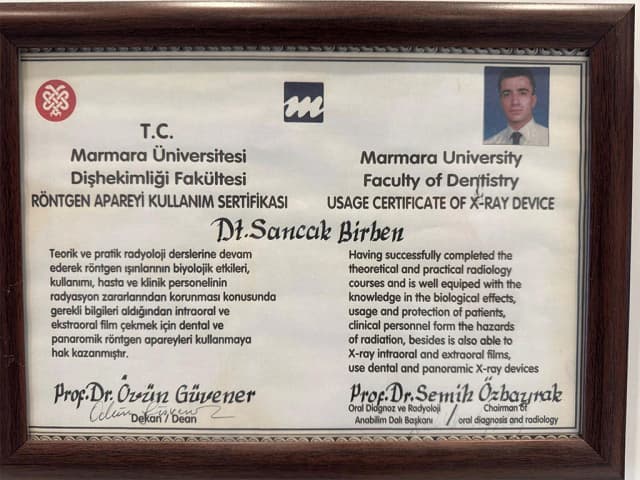 m
T.C.
Marmara Üniversitesi
Dişhekimliği Fakültesi
RÖNTGEN APAREYİ KULLANIM SERTİFİKASI
Marmara University
Faculty of Dentistry
USAGE CERTIFICATE OF X-RAY DEVICE
Dt. Sanccak Birben
Teorik ve pratik radyoloji derslerine devam
ederek röntgen ışınlarının biyolojik etkileri,
kullanımı, hasta ve klinik personelinin
radyasyon zararlarından korunması konusunda
gerekli bilgileri aldığından intraoral ve
ekstraoral film çekmek için dental ve
panaromik röntgen apareyleri kullanmaya
hak kazanmıştır.
Having successfully completed the
theoretical and practical radiology
courses and is well equipped with the
knowledge in the biological effects,
usage and protection of patients,
clinical personnel form the hazards
of radiation, besides is also able to
X-ray intraoral and extraoral films,
use dental and panoramic X-ray devices
Prof.Dr. Övün Güvener
Dekan / Dean
Prof.Dr. Semih Özbayrak
Oral Diagnoz ve Radyoloji
Anabilim Dalı Başkanı
Chairman of
oral diagnosis and radiology